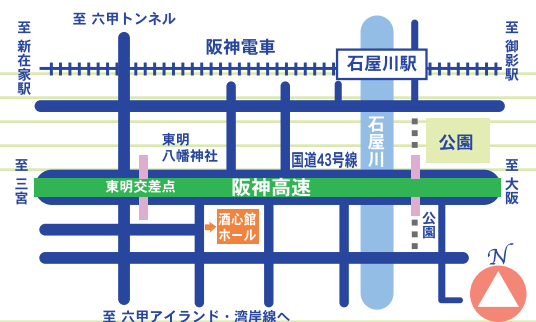 至 六甲トンネル
至 新在家駅
阪神電車
石屋川駅
至 御影駅
石屋川
公園
東明
八幡神社
国道43号線
至 三宮
東明交差点
阪神高速
至 大阪
酒心館
ホール
公園
N
至 六甲アイランド・湾岸線へ